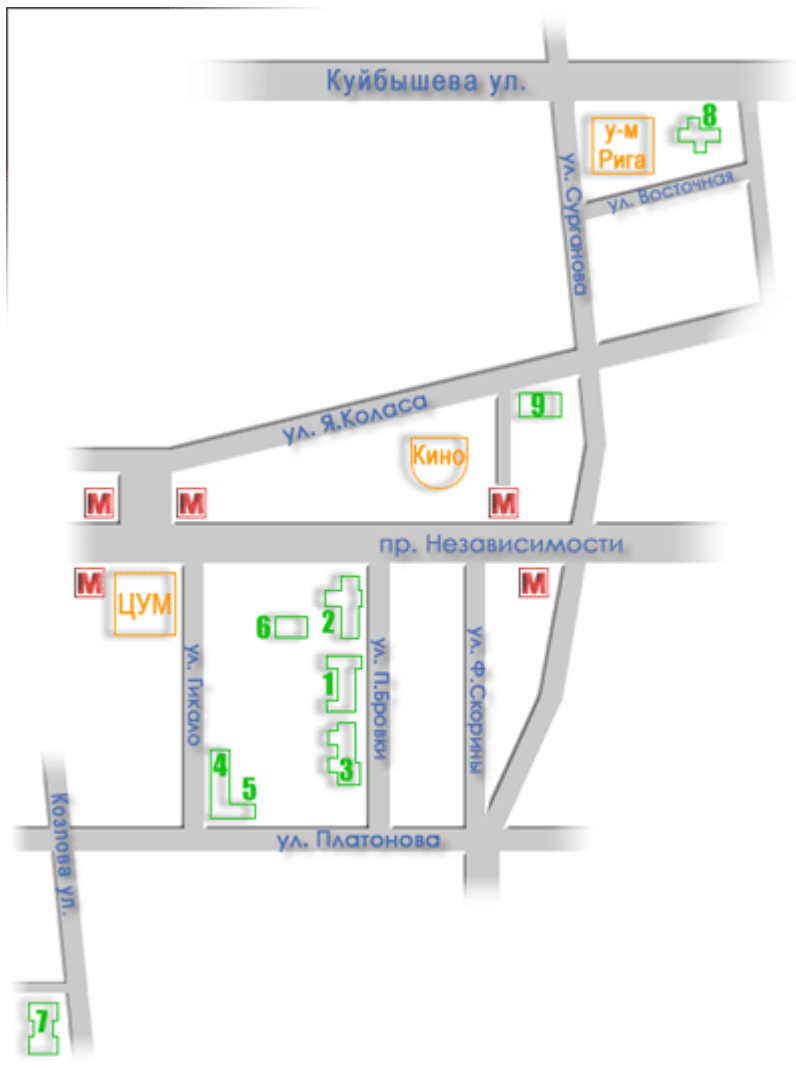 Куйбышева ул.
у-м
Рига
8
ул. Восточная
ул. Сурганова
ул. Я.Коласа
9
Кино
М
М
М
пр. Независимости
М
ЦУМ
М
6
2
ул. Гикало
1
ул. П.Бровки
ул. Ф.Скорины
4
5
3
ул. Платонова
Козлова ул.
7